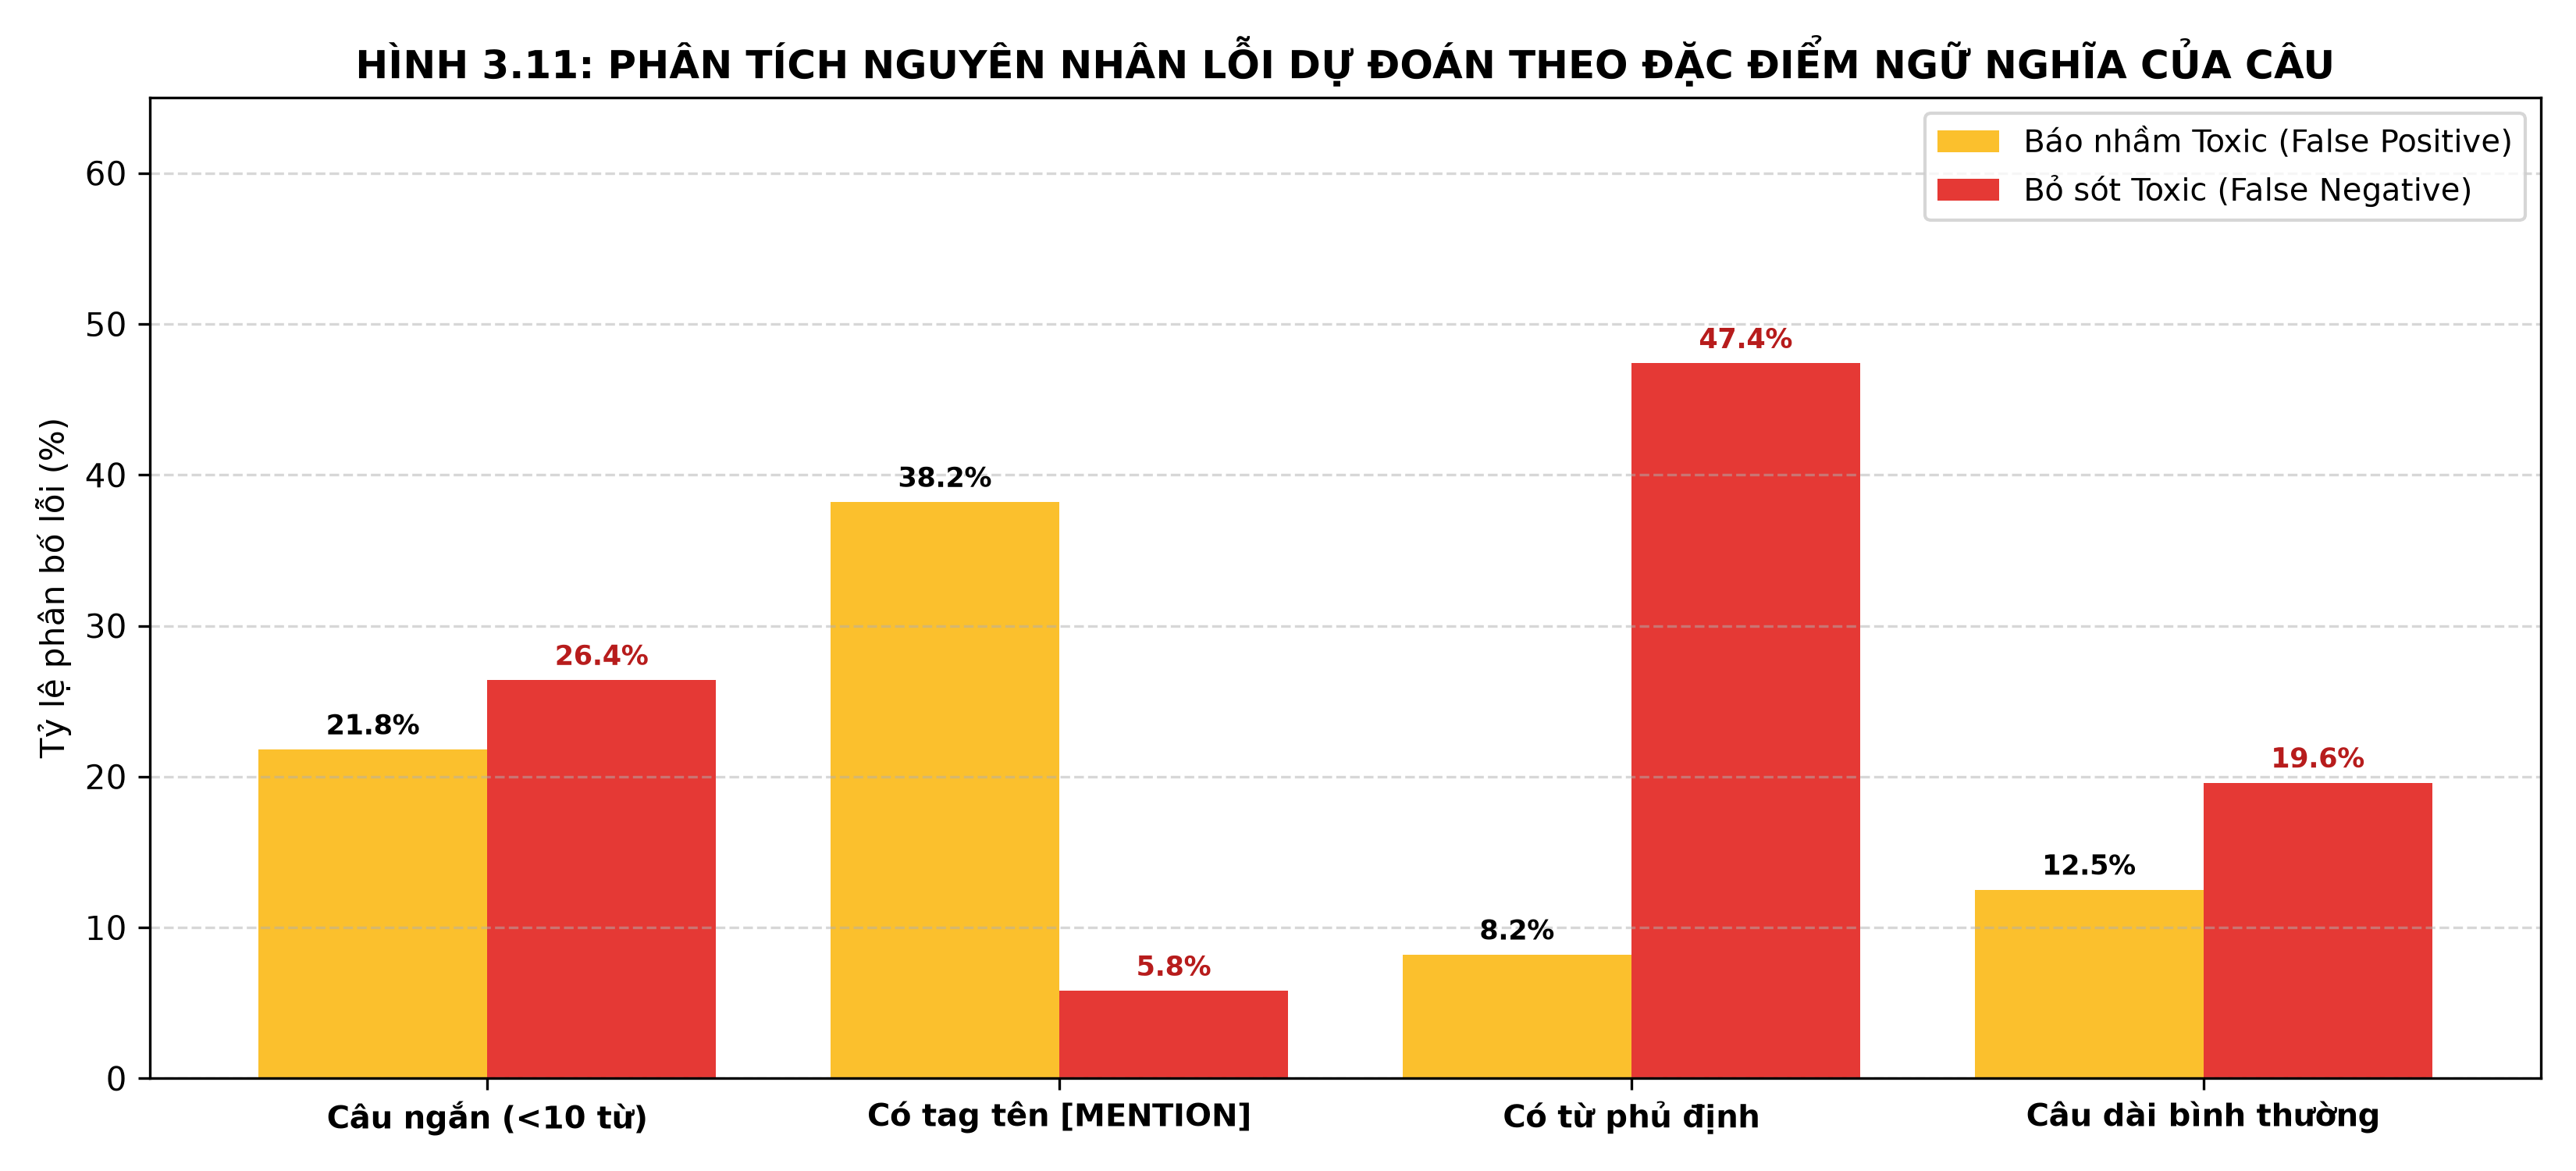 HÌNH 3.11: PHÂN TÍCH NGUYÊN NHÂN LỖI DỰ ĐOÁN THEO ĐẶC ĐIỂM NGỮ NGHĨA CỦA CÂU
Báo nhầm Toxic (False Positive)
Bỏ sót Toxic (False Negative)
Tỷ lệ phân bố lỗi (%)
60
50
40
30
20
10
0
21.8%
26.4%
38.2%
5.8%
8.2%
47.4%
12.5%
19.6%
Câu ngắn (<10 từ)
Có tag tên [MENTION]
Có từ phủ định
Câu dài bình thường